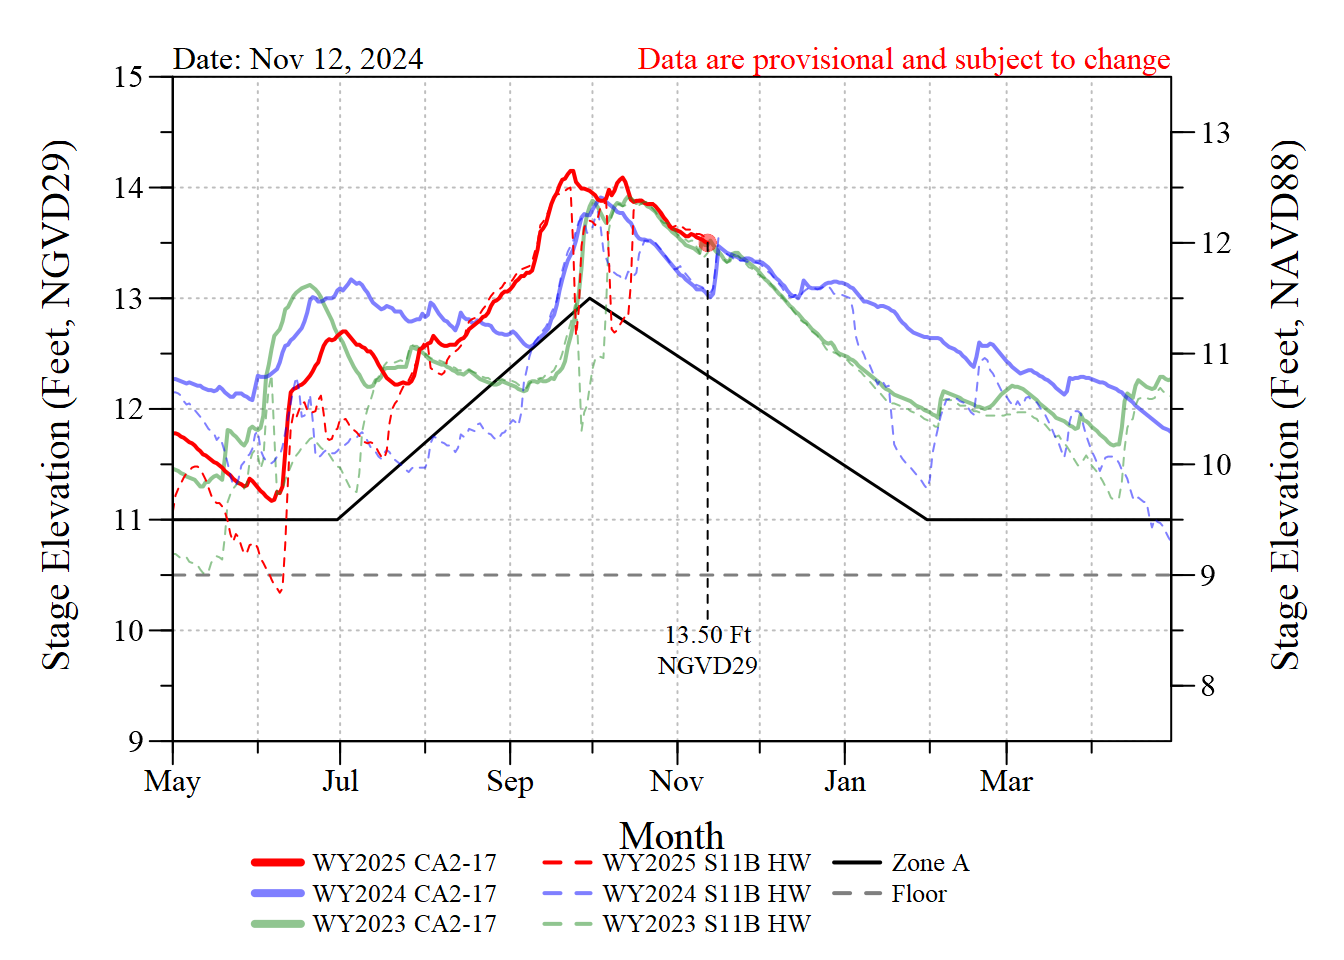 Date: Nov 12, 2024
Data are provisional and subject to change
15
14
13
12
11
10
9
Stage Elevation (Feet, NGVD29)
13
12
11
10
9
8
Stage Elevation (Feet, NAVD88)
13.50 Ft
NGVD29
May Jul Sep Nov Jan Mar
Month
WY2025 CA2-17 WY2025 S11B HW Zone A
WY2024 CA2-17 WY2024 S11B HW Floor
WY2023 CA2-17 WY2023 S11B HW